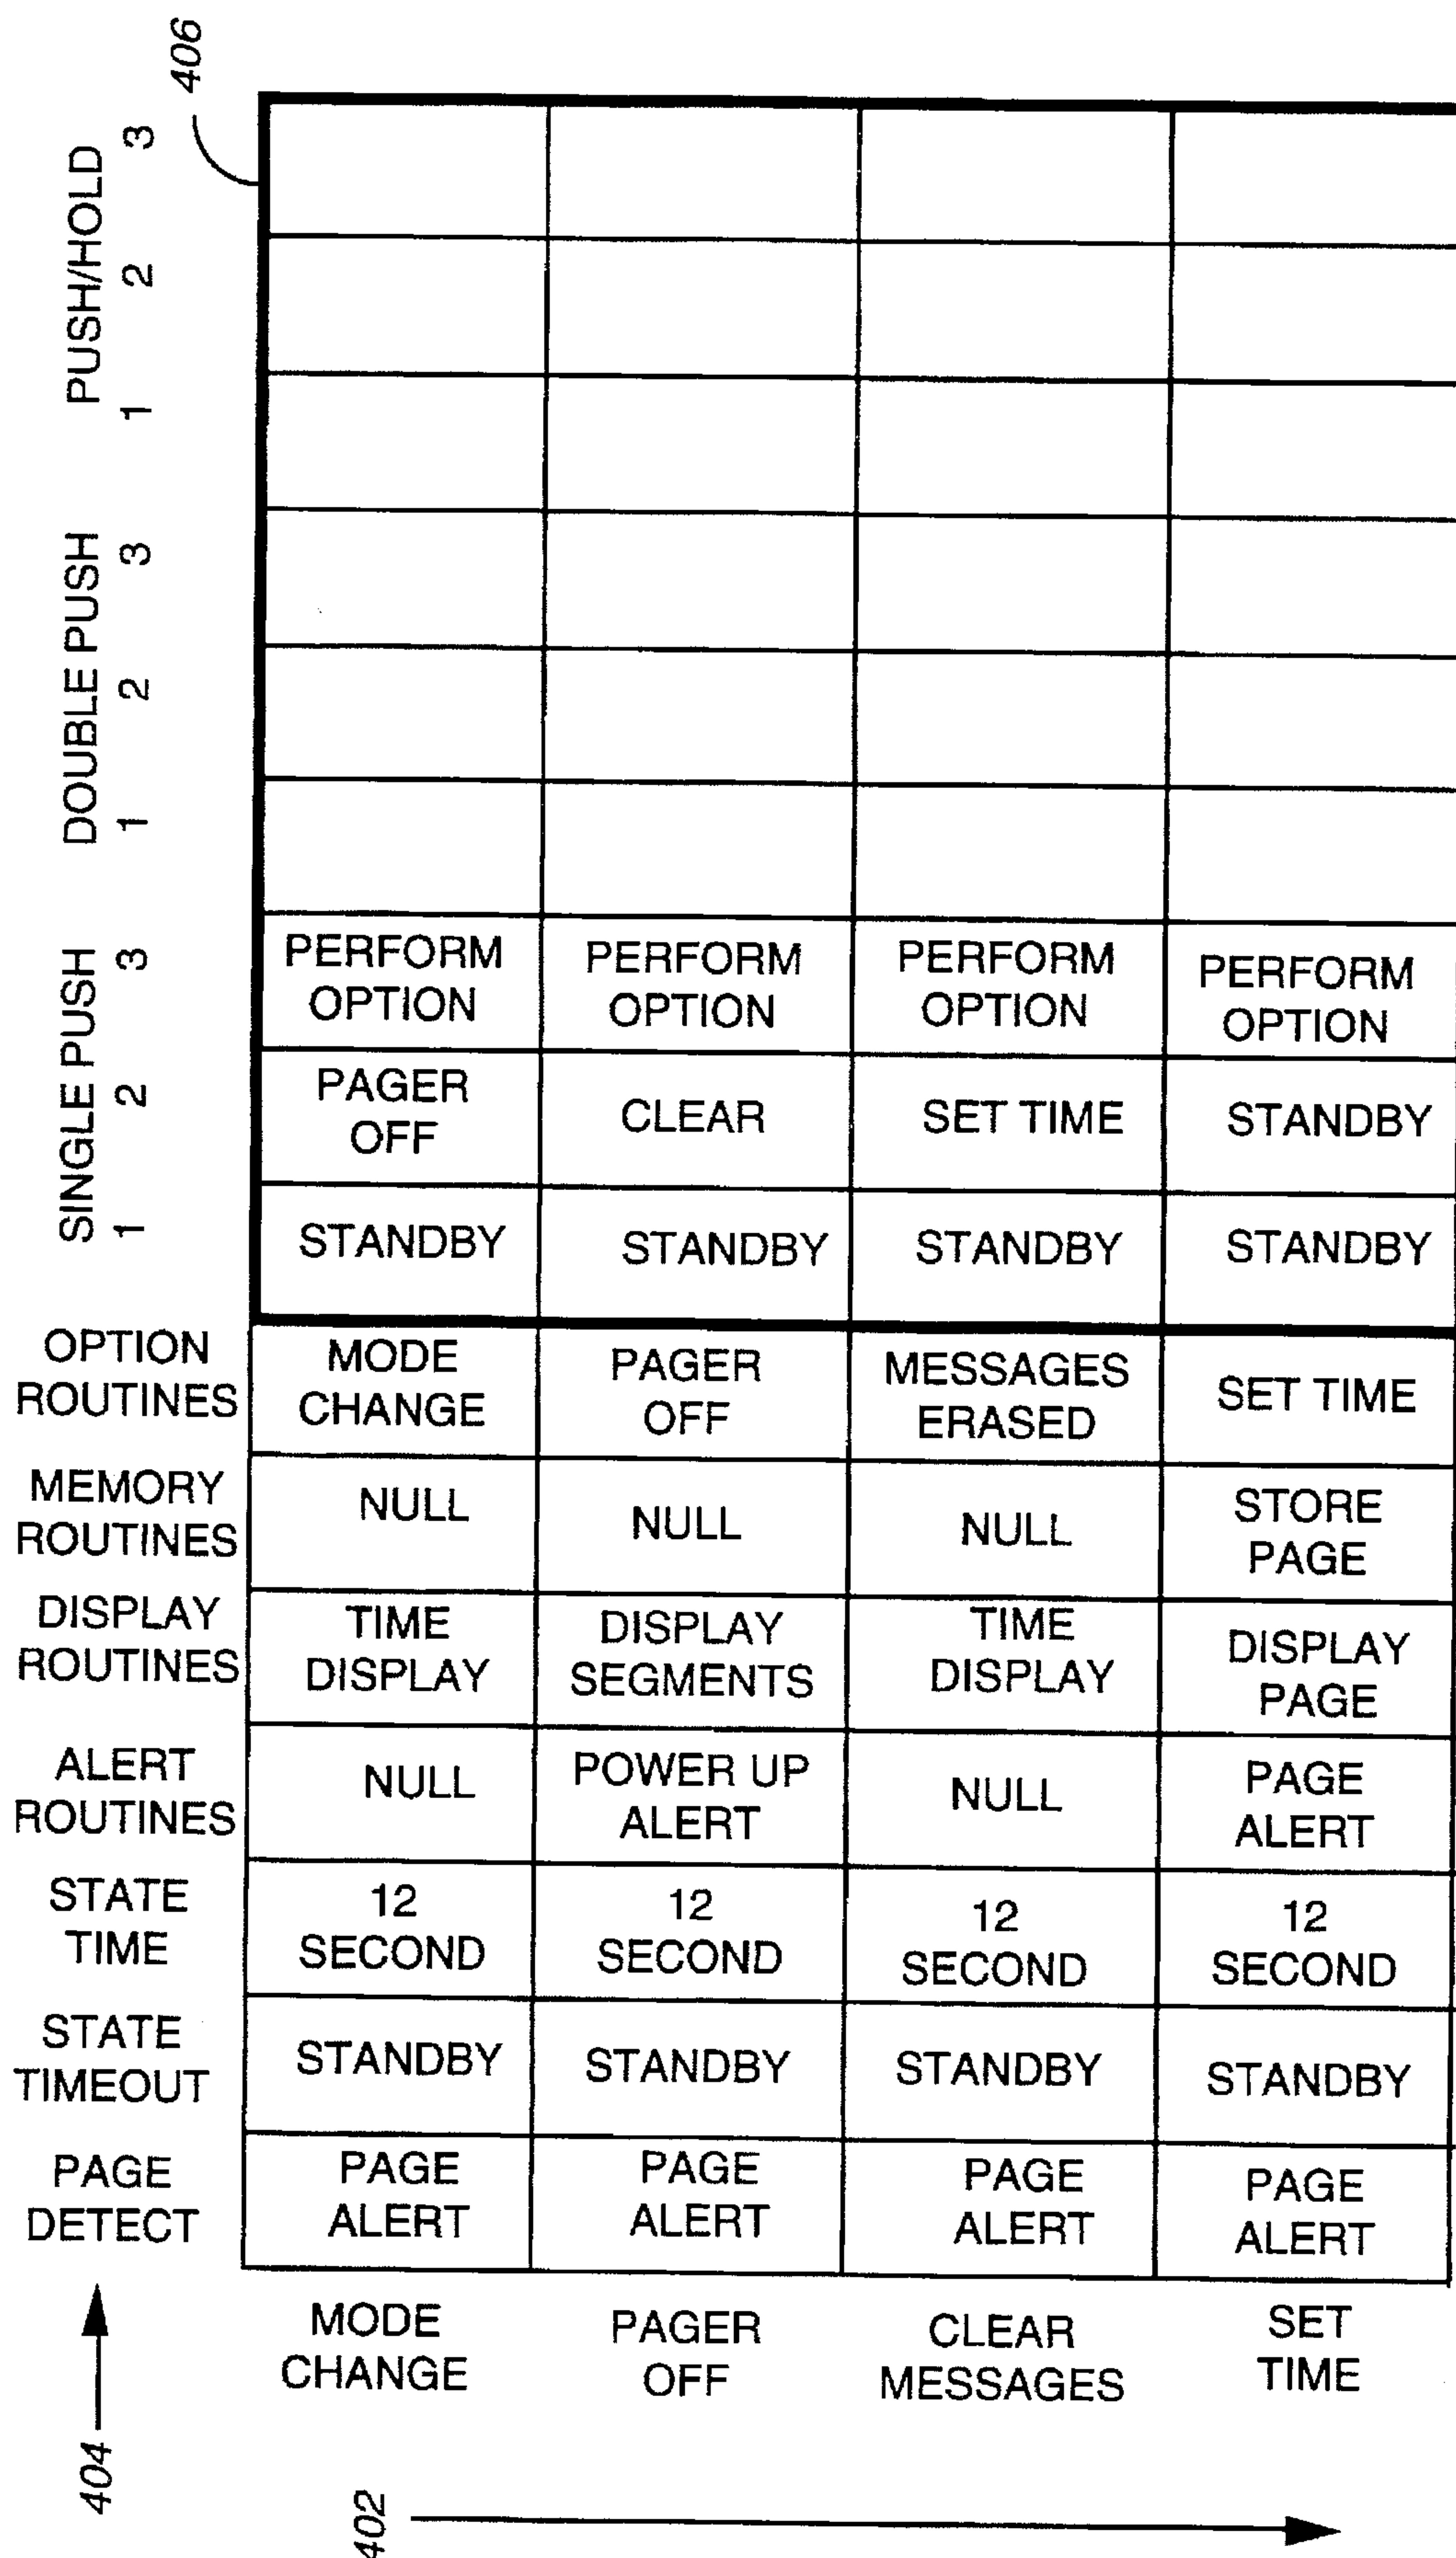 406
PUSH/HOLD
3
2
1
DOUBLE PUSH
3
2
1
SINGLE PUSH
3
PERFORM
OPTION
PERFORM
OPTION
PERFORM
OPTION
PERFORM
OPTION
2
PAGER
OFF
CLEAR
SET TIME
STANDBY
1
STANDBY
STANDBY
STANDBY
STANDBY
OPTION
ROUTINES
MODE
CHANGE
PAGER
OFF
MESSAGES
ERASED
SET TIME
MEMORY
ROUTINES
NULL
NULL
NULL
STORE
PAGE
DISPLAY
ROUTINES
TIME
DISPLAY
DISPLAY
SEGMENTS
TIME
DISPLAY
DISPLAY
PAGE
ALERT
ROUTINES
NULL
POWER UP
ALERT
NULL
PAGE
ALERT
STATE
TIME
12
SECOND
12
SECOND
12
SECOND
12
SECOND
STATE
TIMEOUT
STANDBY
STANDBY
STANDBY
STANDBY
PAGE
DETECT
PAGE
ALERT
PAGE
ALERT
PAGE
ALERT
PAGE
ALERT
MODE
CHANGE
PAGER
OFF
CLEAR
MESSAGES
SET
TIME
404
402